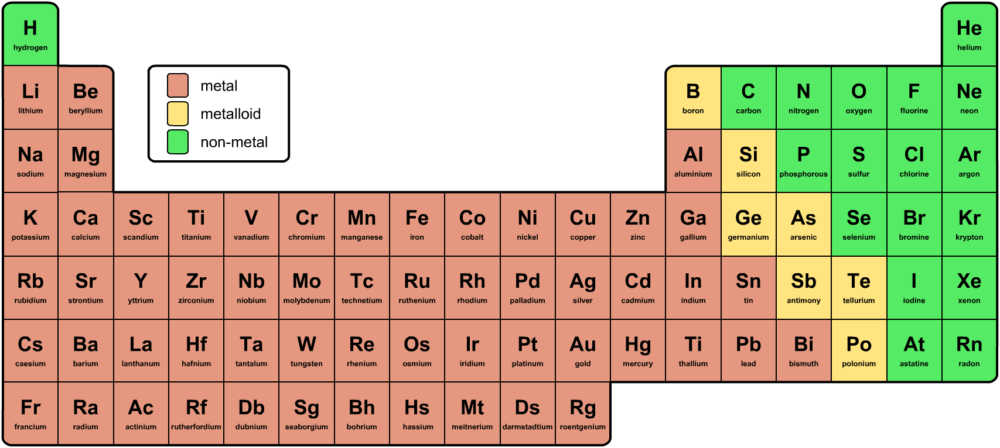 H He
hydrogen helium
metal
metalloid
non-metal
Li Be B C N O F Ne
lithium beryllium boron carbon nitrogen oxygen fluorine neon
Na Mg Al Si P S Cl Ar
sodium magnesium aluminium silicon phosphorous sulfur chlorine argon
K Ca Sc Ti V Cr Mn Fe Co Ni Cu Zn Ga Ge As Se Br Kr
potassium calcium scandium titanium vanadium chromium manganese iron cobalt nickel copper zinc gallium germanium arsenic selenium bromine krypton
Rb Sr Y Zr Nb Mo Tc Ru Rh Pd Ag Cd In Sn Sb Te I Xe
rubidium strontium yttrium zirconium niobium molybdenum technetium ruthenium rhodium palladium silver cadmium indium tin antimony tellurium iodine xenon
Cs Ba La Hf Ta W Re Os Ir Pt Au Hg Ti Pb Bi Po At Rn
caesium barium lanthanum hafnium tantalum tungsten rhenium osmium iridium platinum gold mercury thallium lead bismuth polonium astatine radon
Fr Ra Ac Rf Db Sg Bh Hs Mt Ds Rg
francium radium actinium rutherfordium dubnium seaborgium bohrium hassium meitnerium darmstadtium roentgenium